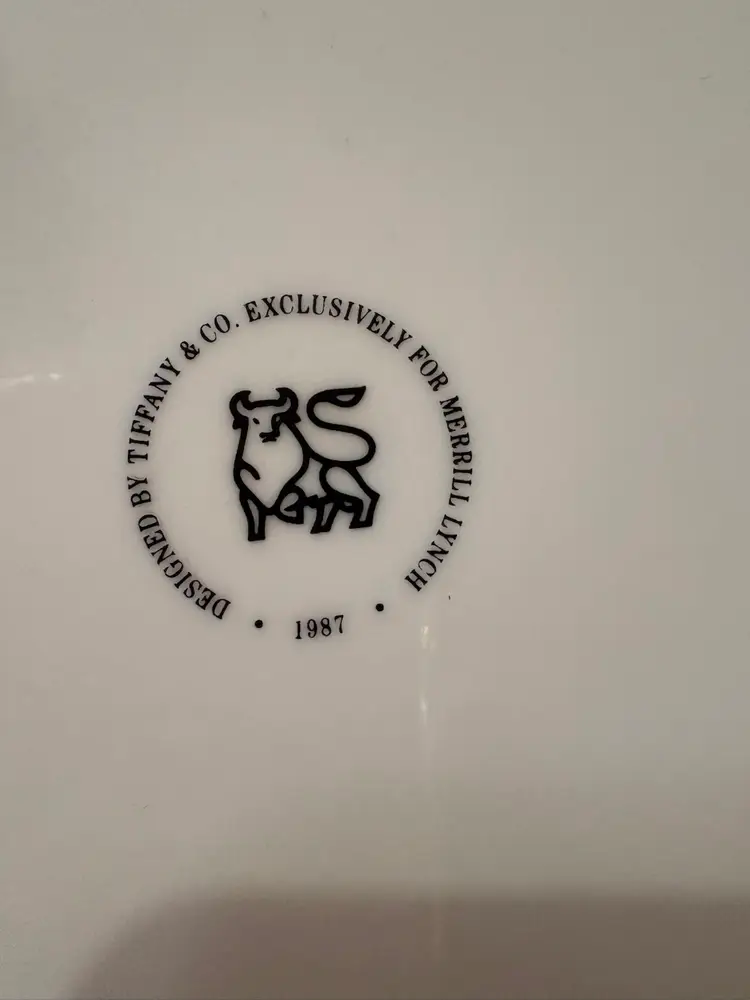 DESIGNED BY TIFFANY & CO. EXCLUSIVELY FOR MERRILL LYNCH
• 1987 •